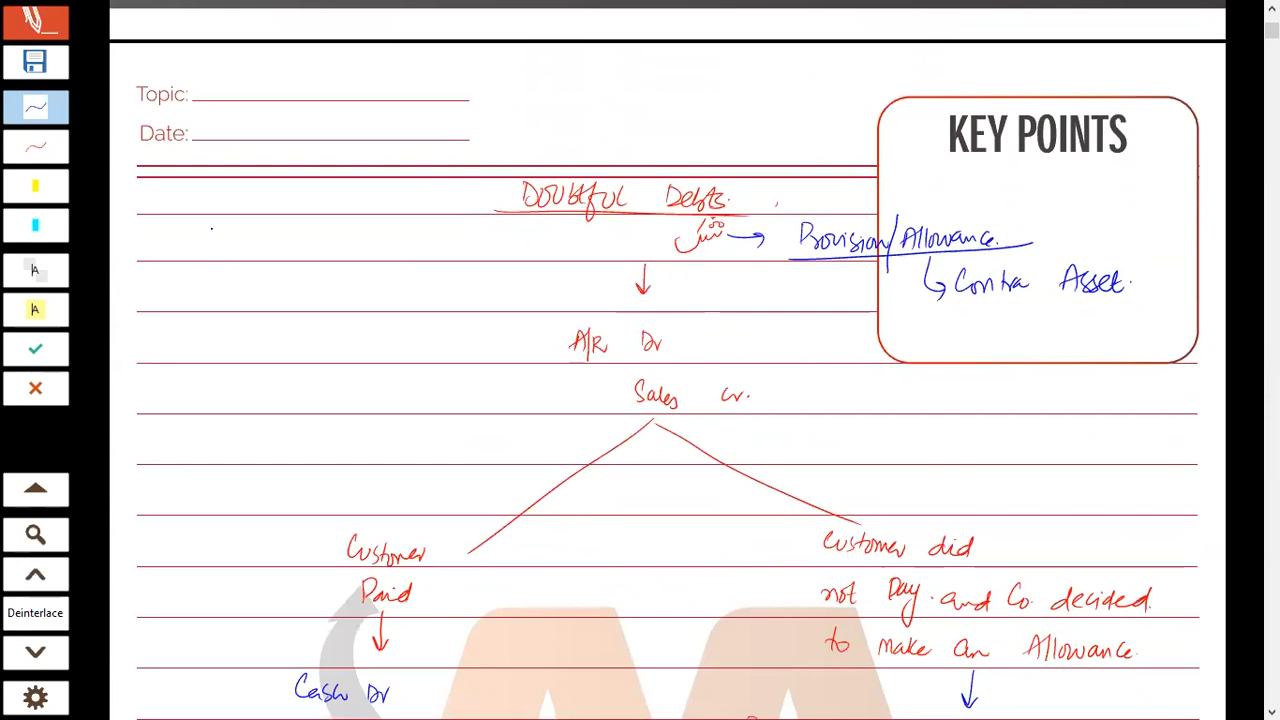 Topic:
Date:
KEY POINTS
Doubtful Debts.
Provision/Allowance.
Contra Asset.
A/R Dr
Sales cr.
Customer
Paid
Customer did
not Pay. and Co. decided.
to make an Allowance.
Cash Dr
A
A
Deinterlace